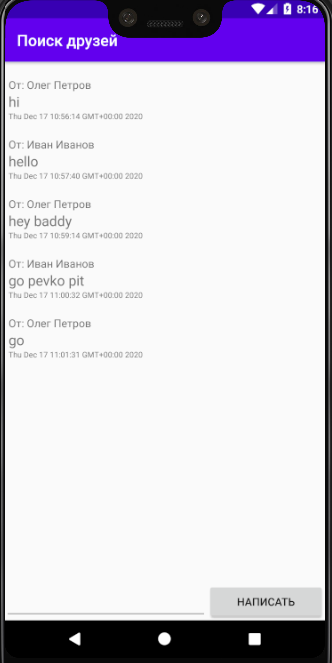 8:16
Поиск друзей
От: Олег Петров
hi
Thu Dec 17 10:56:14 GMT+00:00 2020
От: Иван Иванов
hello
Thu Dec 17 10:57:40 GMT+00:00 2020
От: Олег Петров
hey baddy
Thu Dec 17 10:59:14 GMT+00:00 2020
От: Иван Иванов
go pevko pit
Thu Dec 17 11:00:32 GMT+00:00 2020
От: Олег Петров
go
Thu Dec 17 11:01:31 GMT+00:00 2020
НАПИСАТЬ